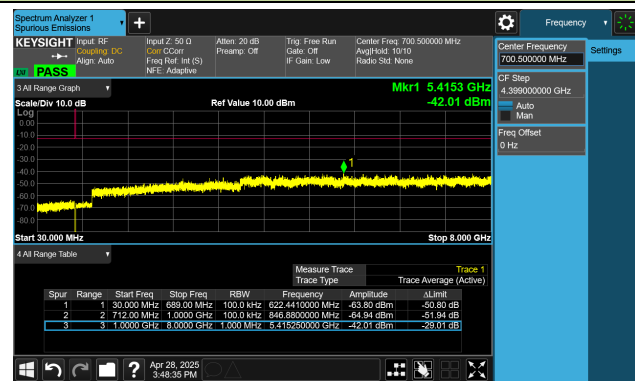 Spectrum Analyzer 1
Spurious Emissions
Frequency
KEYSIGHT Input: RF Input Z: 50 Ω Atten: 20 dB Trig: Free Run Center Freq: 700.500000 MHz
Coupling: DC Corr CCorr Preamp: Off Gate: Off Avg|Hold: 10/10
Align: Auto Freq Ref: Int (S) IF Gain: Low Radio Std: None
NFE: Adaptive
LXI PASS
Center Frequency
700.500000 MHz
Settings
CF Step
4.399000000 GHz
Auto
Man
Freq Offset
0 Hz
3 All Range Graph
Mkr1 5.4153 GHz
Scale/Div 10.0 dB Ref Value 10.00 dBm -42.01 dBm
Log
0.00
-10.0
-20.0
-30.0
-40.0
-50.0
-60.0
-70.0
-80.0
1
Start 30.000 MHz Stop 8.000 GHz
4 All Range Table
Measure Trace Trace 1
Trace Type Trace Average (Active)
Spur Range Start Freq Stop Freq RBW Frequency Amplitude ΔLimit
1 1 30.000 MHz 689.00 MHz 100.0 kHz 622.4410000 MHz -63.80 dBm -50.80 dB
2 2 712.00 MHz 1.0000 GHz 100.0 kHz 846.8800000 MHz -64.94 dBm -51.94 dB
3 3 1.0000 GHz 8.0000 GHz 1.000 MHz 5.415250000 GHz -42.01 dBm -29.01 dB
Apr 28, 2025
3:48:35 PM